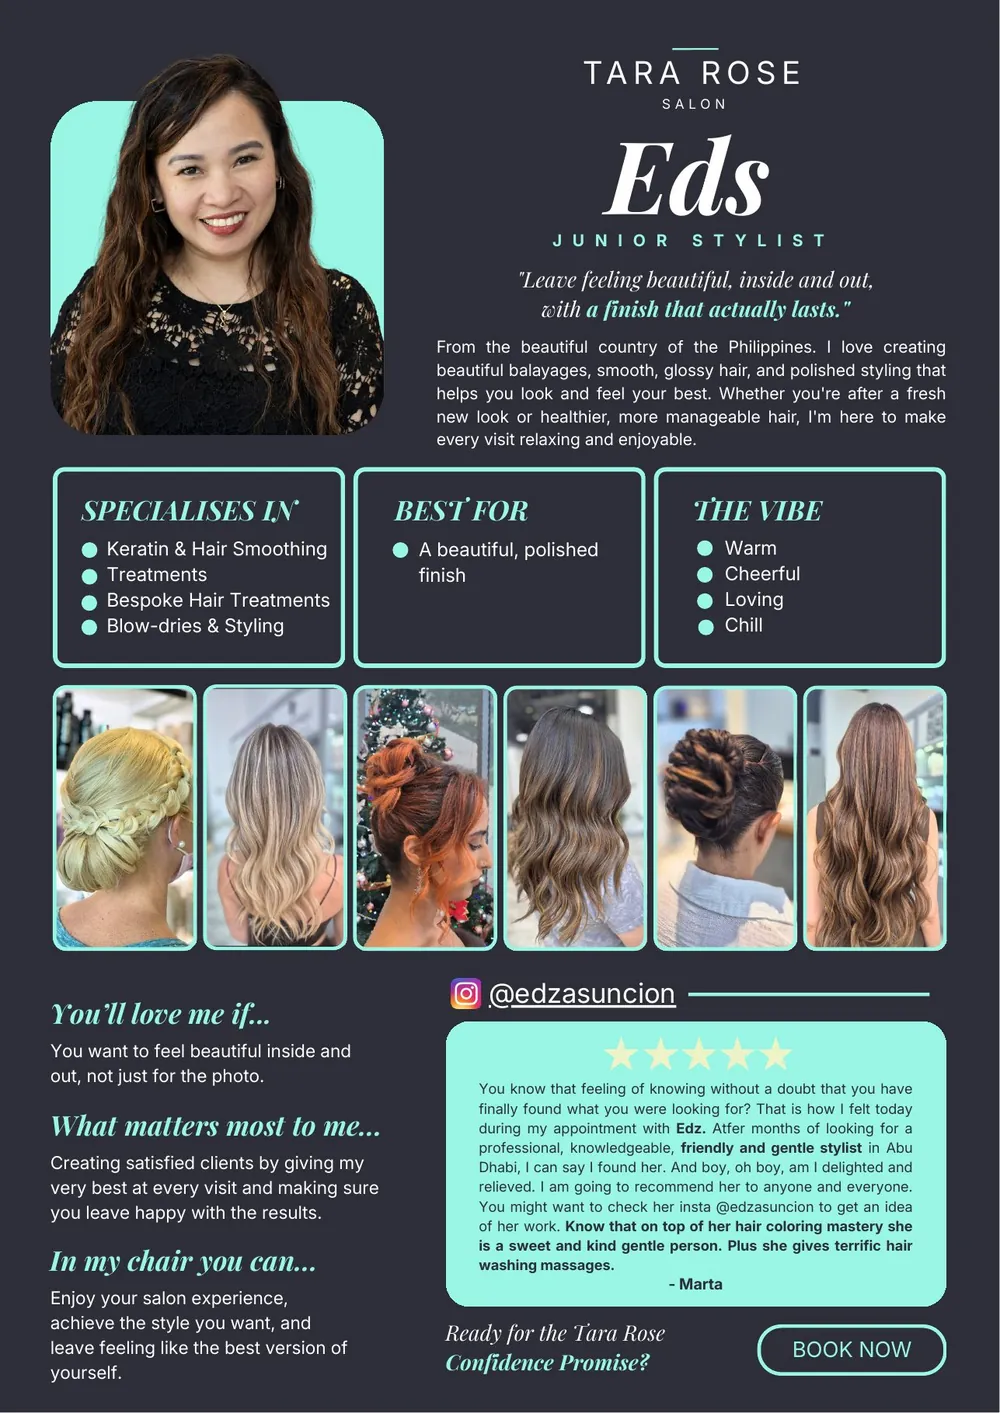 TARA ROSE
SALON
Eds
JUNIOR STYLIST
"Leave feeling beautiful, inside and out,
with a finish that actually lasts."
From the beautiful country of the Philippines. I love creating
beautiful balayages, smooth, glossy hair, and polished styling that
helps you look and feel your best. Whether you're after a fresh
new look or healthier, more manageable hair, I'm here to make
every visit relaxing and enjoyable.
SPECIALISES IN
Keratin & Hair Smoothing
Treatments
Bespoke Hair Treatments
Blow-dries & Styling
BEST FOR
A beautiful, polished
finish
THE VIBE
Warm
Cheerful
Loving
Chill
You'll love me if...
You want to feel beautiful inside and
out, not just for the photo.
What matters most to me...
Creating satisfied clients by giving my
very best at every visit and making sure
you leave happy with the results.
In my chair you can...
Enjoy your salon experience,
achieve the style you want, and
leave feeling like the best version of
yourself.
@edzasuncion
You know that feeling of knowing without a doubt that you have
finally found what you were looking for? That is how I felt today
during my appointment with Edz. Atfer months of looking for a
professional, knowledgeable, friendly and gentle stylist in Abu
Dhabi, I can say I found her. And boy, oh boy, am I delighted and
relieved. I am going to recommend her to anyone and everyone.
You might want to check her insta @edzasuncion to get an idea
of her work. Know that on top of her hair coloring mastery she
is a sweet and kind gentle person. Plus she gives terrific hair
washing massages.
- Marta
Ready for the Tara Rose
Confidence Promise?
BOOK NOW